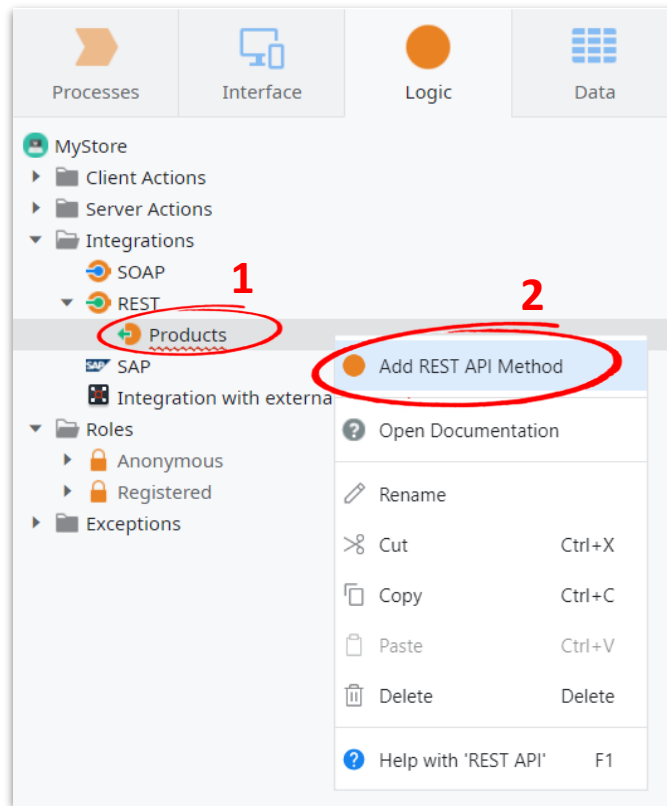 Processes
Interface
Logic
Data
MyStore
Client Actions
Server Actions
Integrations
SOAP
1
REST
2
Products
Add REST API Method
SAP
SAP
Integration with externa
Open Documentation
Roles
Anonymous
Rename
Registered
Exceptions
Cut Ctrl+X
Copy Ctrl+C
Paste Ctrl+V
Delete Delete
Help with 'REST API' F1